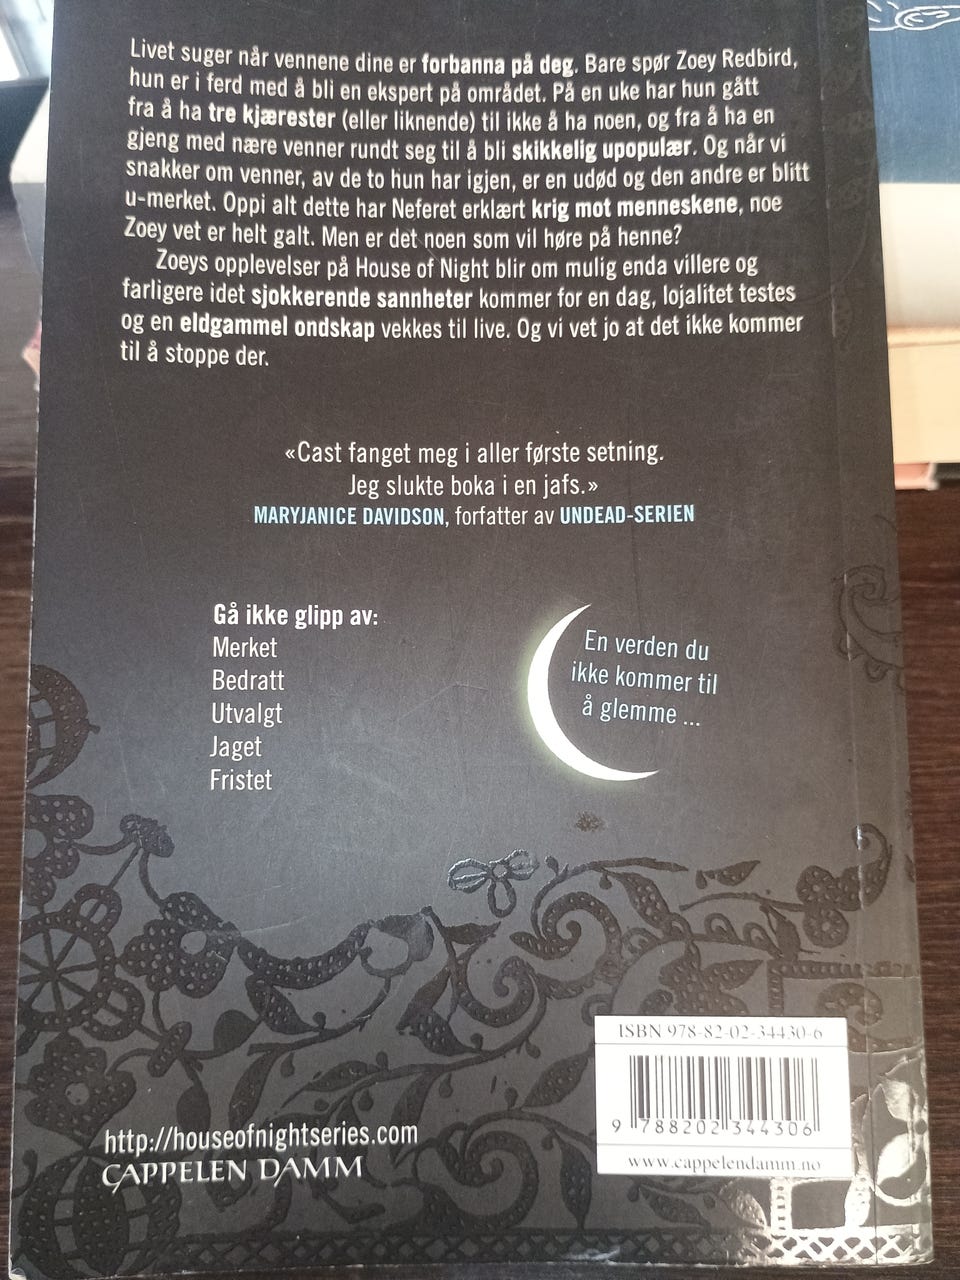 Livet suger når vennene dine er forbanna på deg. Bare spør Zoey Redbird,
hun er i ferd med å bli en ekspert på området. På en uke har hun gått
fra å ha tre kjærester (eller liknende) til ikke å ha noen, og fra å ha en
gjeng med nære venner rundt seg til å bli skikkelig upopulær. Og når vi
snakker om venner, av de to hun har igjen, er en udød og den andre er blitt
u-merket. Oppi alt dette har Neferet erklært krig mot menneskene, noe
Zoey vet er helt galt. Men er det noen som vil høre på henne?
Zoeys opplevelser på House of Night blir om mulig enda villere og
farligere idet sjokkerende sannheter kommer for en dag, lojalitet testes
og en eldgammel ondskap vekkes til live. Og vi vet jo at det ikke kommer
til å stoppe der.
«Cast fanget meg i aller første setning.
Jeg slukte boka i en jafs.»
MARYJANICE DAVIDSON, forfatter av UNDEAD-SERIEN
Gå ikke glipp av:
Merket
Bedratt
Utvalgt
Jaget
Fristet
En verden du
ikke kommer til
å glemme ...
ISBN 978-82-02-34430-6
9 788202 344306
www.cappelendamm.no
http://houseofnightseries.com
CAPPELEN DAMM